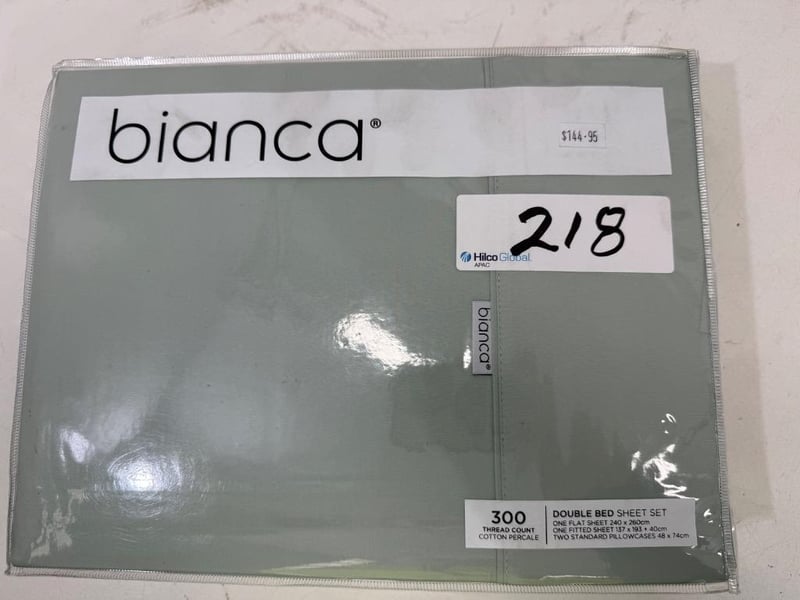 bianca®
$144.95
218
Hilco Global.
APAC
bianca®
300
THREAD COUNT
COTTON PERCALE
DOUBLE BED SHEET SET
ONE FLAT SHEET 240 x 260cm
ONE FITTED SHEET 137 x 193 + 40cm
TWO STANDARD PILLOWCASES 48 x 74cm